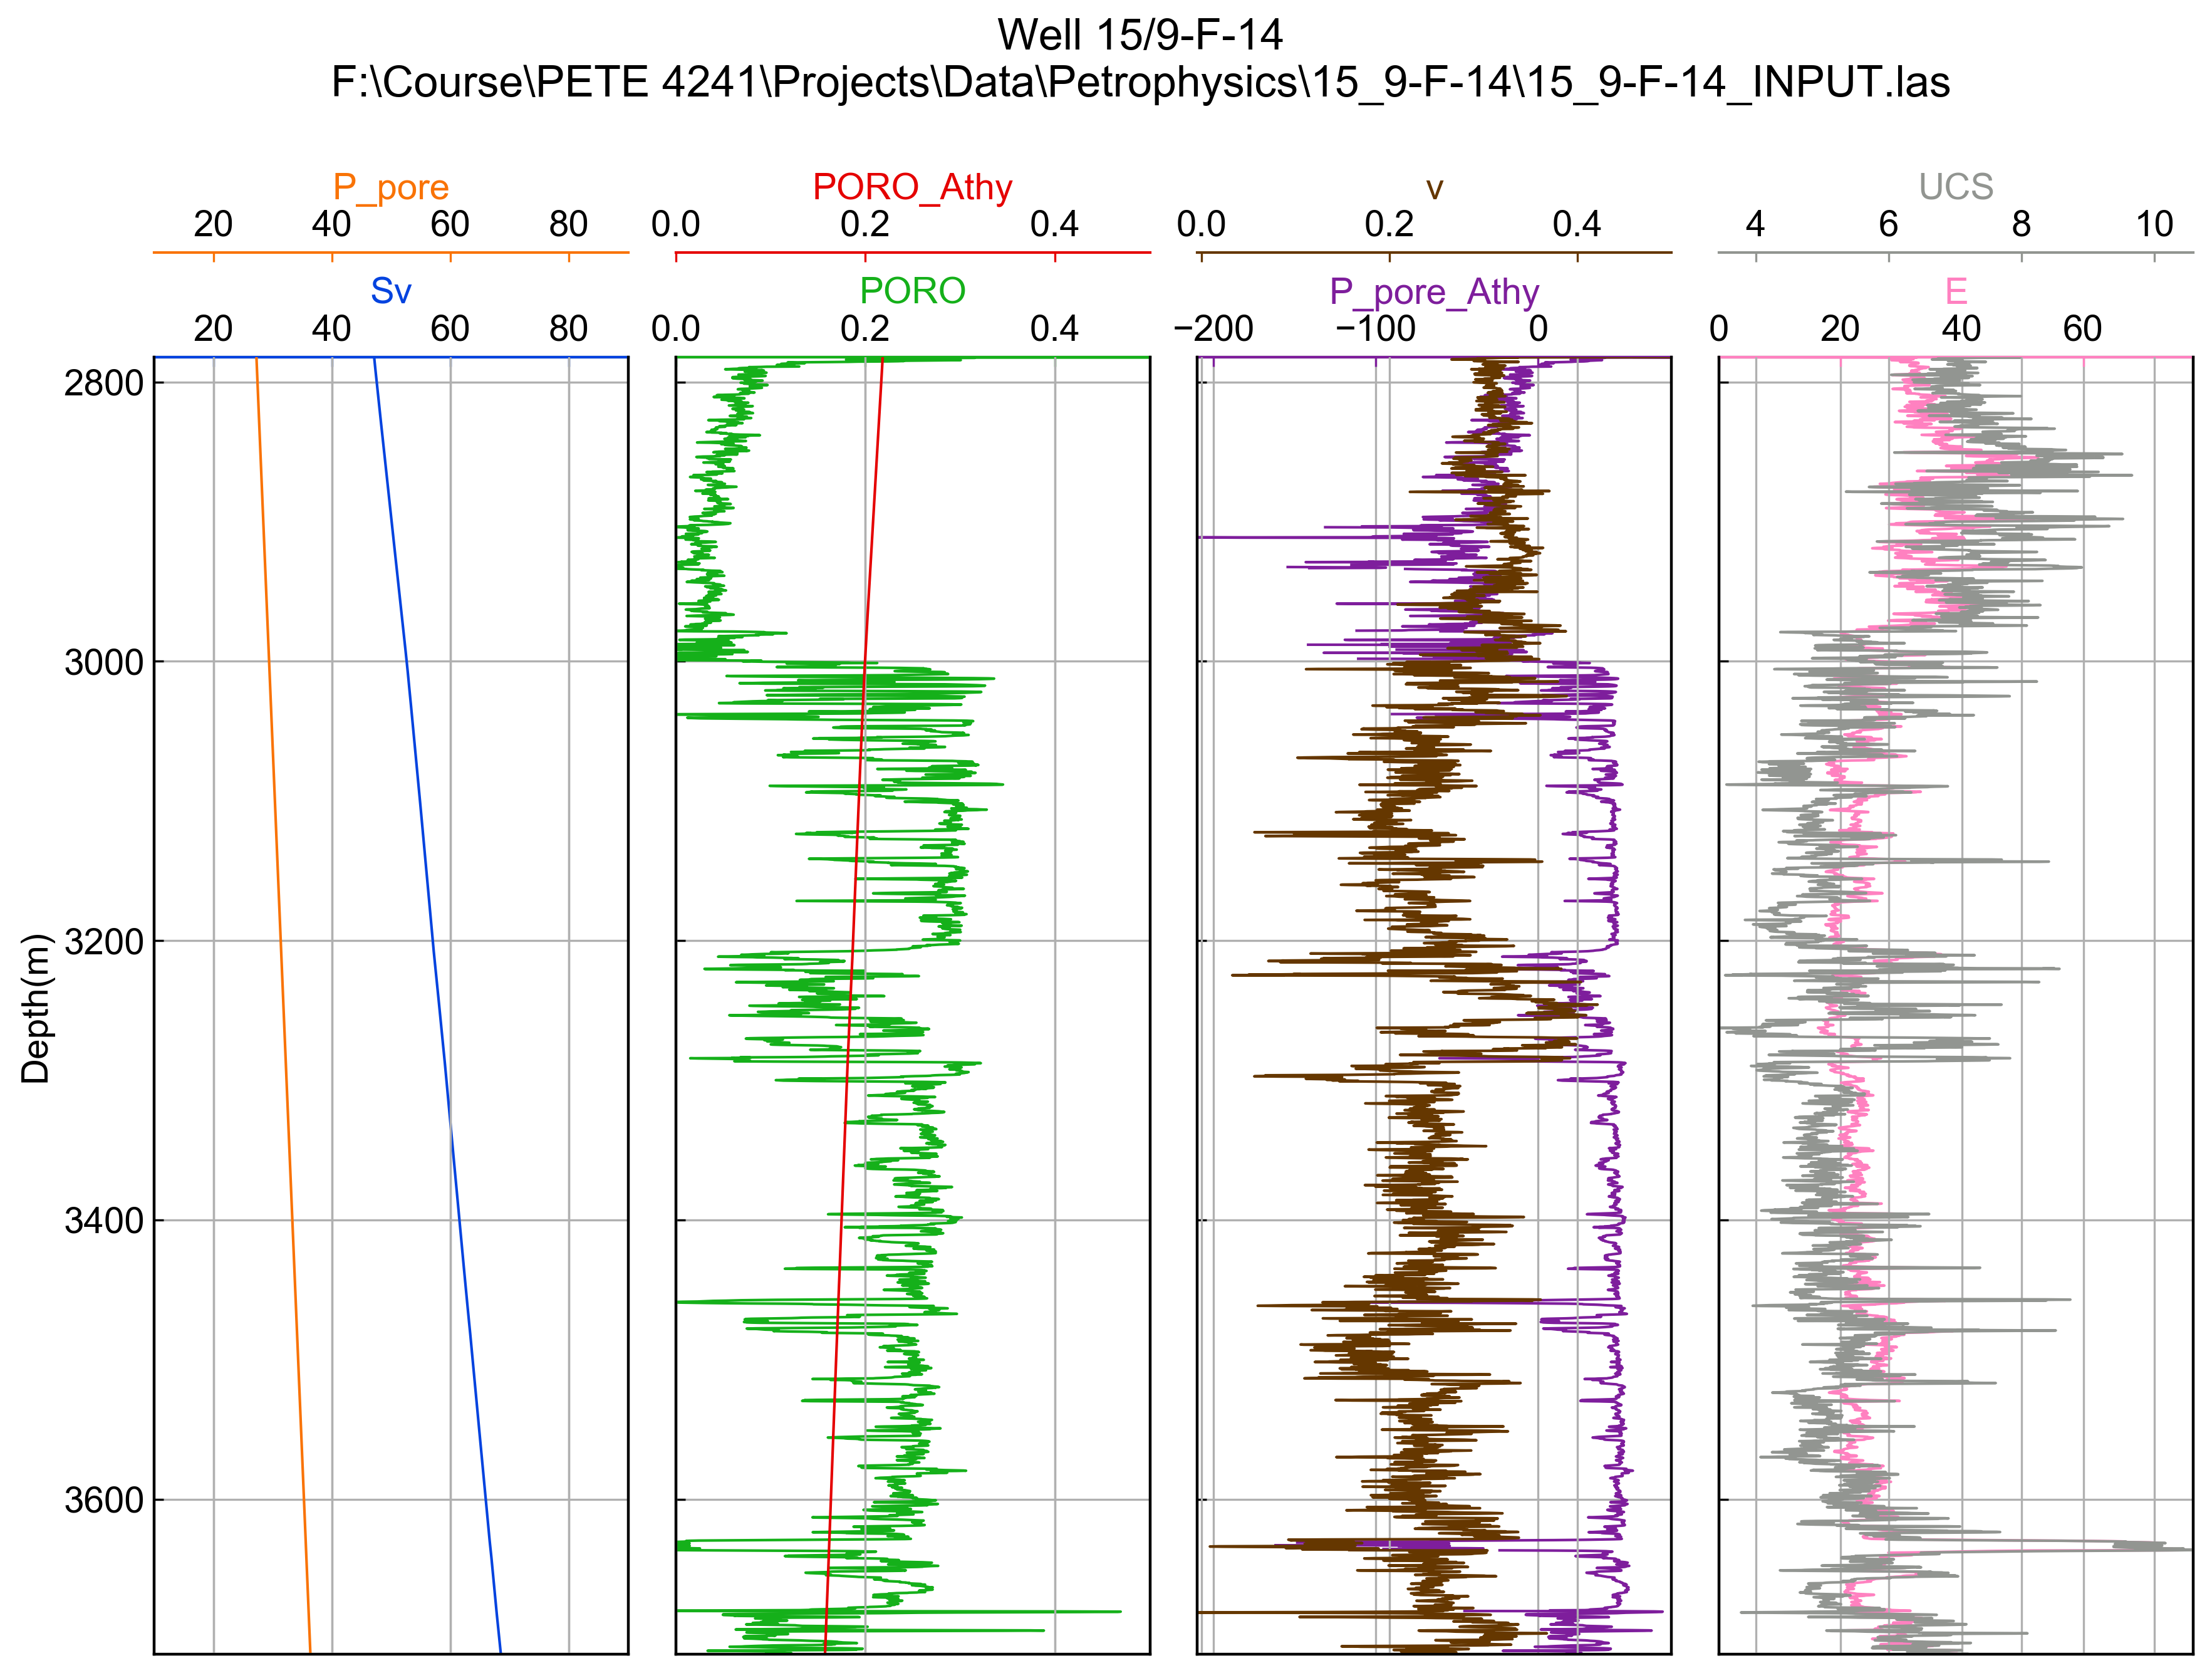 Well 15/9-F-14
F:\Course\PETE 4241\Projects\Data\Petrophysics\15_9-F-14\15_9-F-14_INPUT.las
P_pore
20 40 60 80
Sv
20 40 60 80
PORO_Athy
0.0 0.2 0.4
PORO
0.0 0.2 0.4
v
0.0 0.2 0.4
P_pore_Athy
−200 −100 0
UCS
4 6 8 10
E
0 20 40 60
Depth(m)
2800
3000
3200
3400
3600